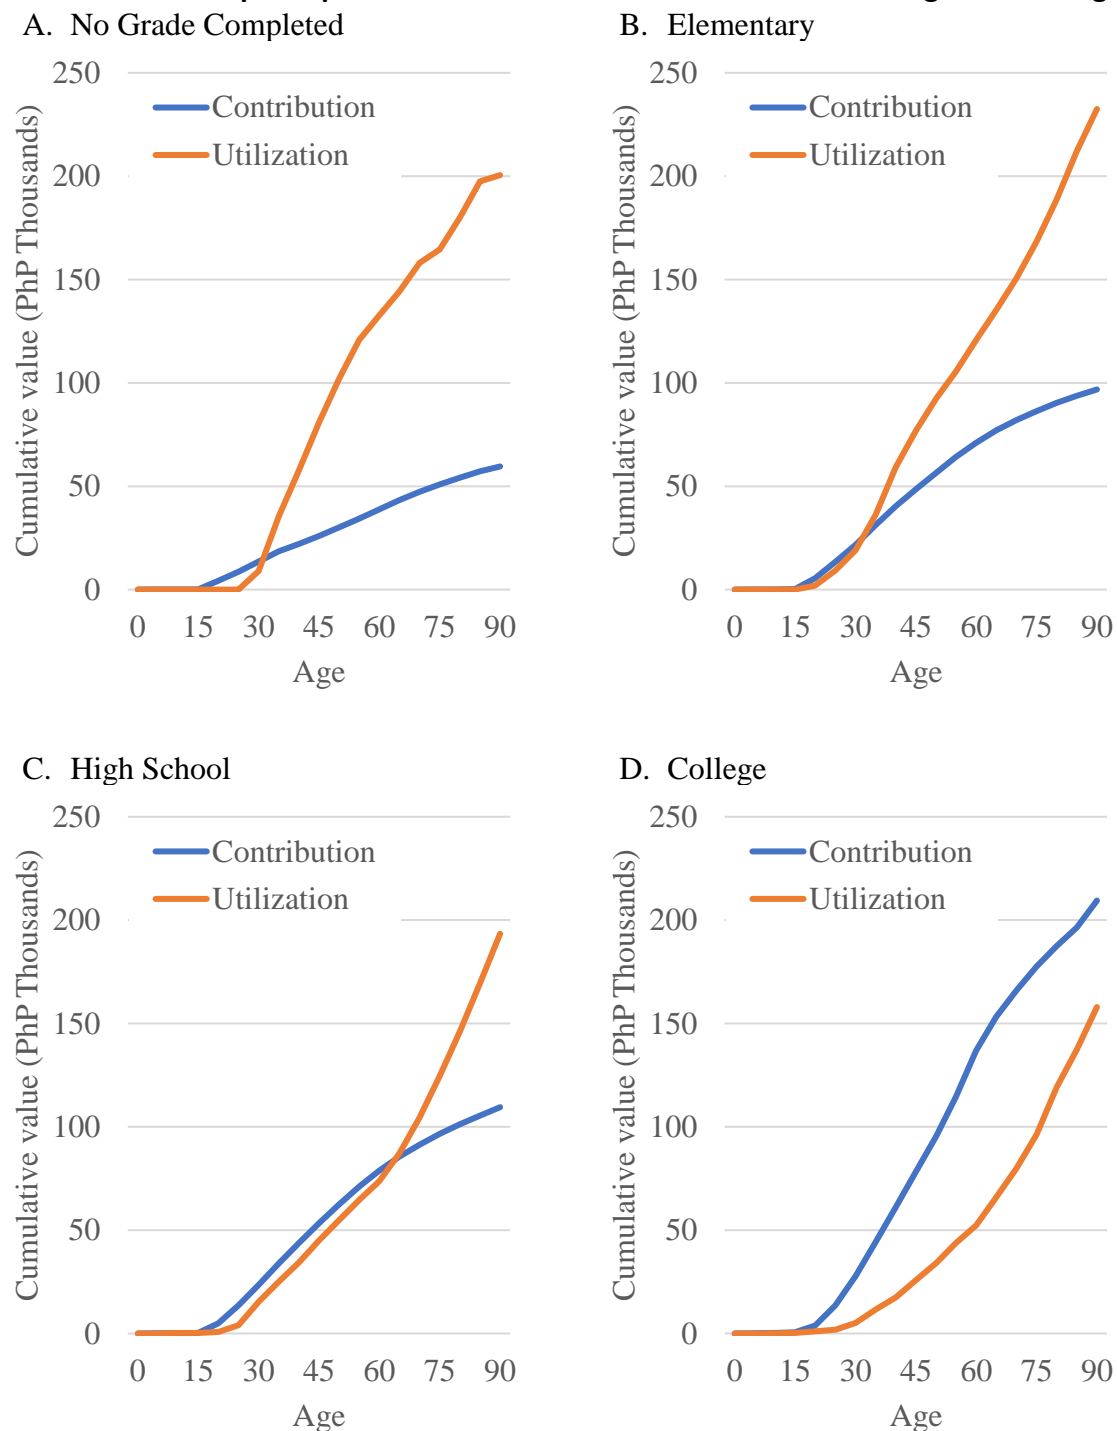 A. No Grade Completed
250
200
150
100
50
0
Cumulative value (PhP Thousands)
Contribution
Utilization
0 15 30 45 60 75 90
Age
B. Elementary
250
200
150
100
50
0
Cumulative value (PhP Thousands)
Contribution
Utilization
0 15 30 45 60 75 90
Age
C. High School
250
200
150
100
50
0
Cumulative value (PhP Thousands)
Contribution
Utilization
0 15 30 45 60 75 90
Age
D. College
250
200
150
100
50
0
Cumulative value (PhP Thousands)
Contribution
Utilization
0 15 30 45 60 75 90
Age